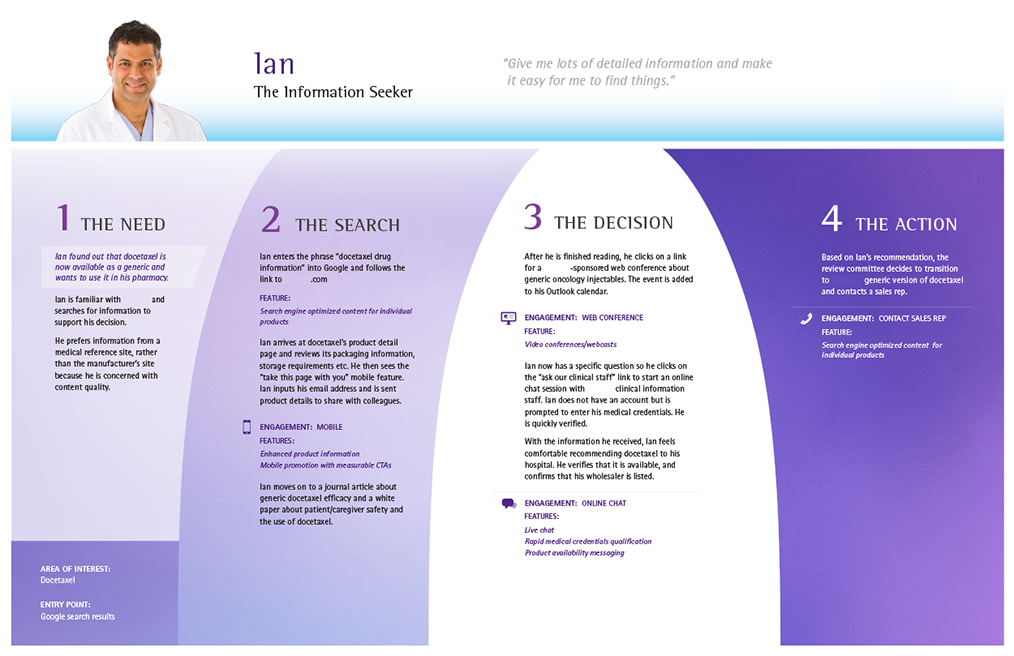 Ian
The Information Seeker
"Give me lots of detailed information and make
it easy for me to find things."
1 THE NEED
Ian found out that docetaxel is
now available as a generic and
wants to use it in his pharmacy.
Ian is familiar with and
searches for information to
support his decision.
He prefers information from a
medical reference site, rather
than the manufacturer's site
because he is concerned with
content quality.
AREA OF INTEREST:
Docetaxel
ENTRY POINT:
Google search results
2 THE SEARCH
Ian enters the phrase "docetaxel drug
information" into Google and follows the
link to .com
FEATURE:
Search engine optimized content for individual
products
Ian arrives at docetaxel's product detail
page and reviews its packaging information,
storage requirements etc. He then sees the
"take this page with you" mobile feature.
Ian inputs his email address and is sent
product details to share with colleagues.
ENGAGEMENT: MOBILE
FEATURES:
Enhanced product information
Mobile promotion with measurable CTAs
Ian moves on to a journal article about
generic docetaxel efficacy and a white
paper about patient/caregiver safety and
the use of docetaxel.
3 THE DECISION
After he is finished reading, he clicks on a link
for a -sponsored web conference about
generic oncology injectables. The event is added
to his Outlook calendar.
ENGAGEMENT: WEB CONFERENCE
FEATURE:
Video conferences/webcasts
Ian now has a specific question so he clicks on
the "ask our clinical staff" link to start an online
chat session with clinical information
staff. Ian does not have an account but is
prompted to enter his medical credentials. He
is quickly verified.
With the information he received, Ian feels
comfortable recommending docetaxel to his
hospital. He verifies that it is available, and
confirms that his wholesaler is listed.
ENGAGEMENT: ONLINE CHAT
FEATURES:
Live chat
Rapid medical credentials qualification
Product availability messaging
4 THE ACTION
Based on Ian's recommendation, the
review committee decides to transition
to generic version of docetaxel
and contacts a sales rep.
ENGAGEMENT: CONTACT SALES REP
FEATURE:
Search engine optimized content for
individual products